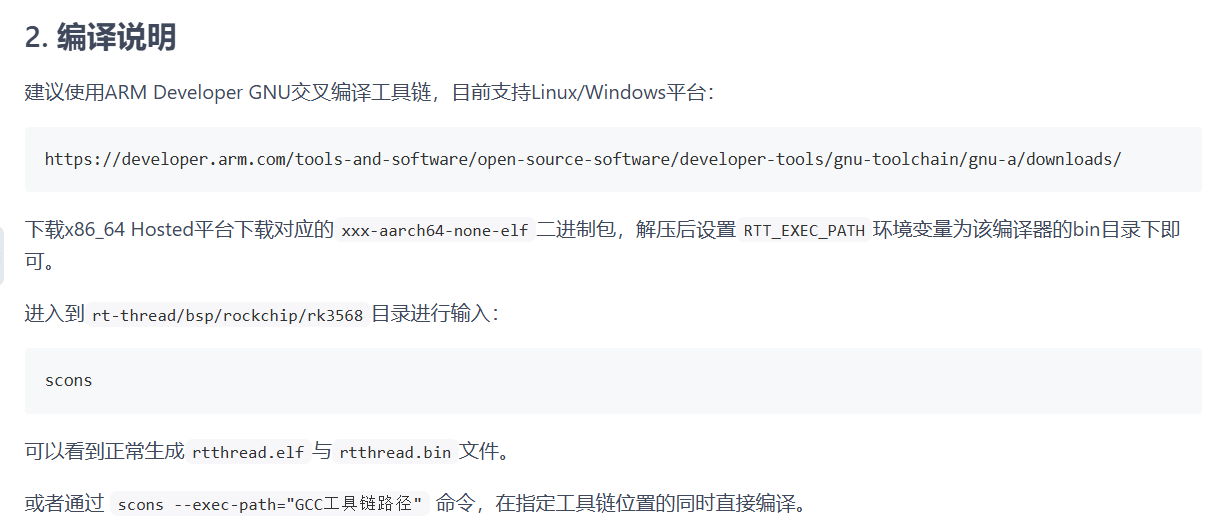 2. 编译说明
建议使用ARM Developer GNU交叉编译工具链，目前支持Linux/Windows平台：
https://developer.arm.com/tools-and-software/open-source-software/developer-tools/gnu-toolchain/gnu-a/downloads/
下载x86_64 Hosted平台下载对应的 xxx-aarch64-none-elf 二进制包，解压后设置 RTT_EXEC_PATH 环境变量为该编译器的bin目录下即
可。
进入到 rt-thread/bsp/rockchip/rk3568 目录进行输入：
scons
可以看到正常生成 rtthread.elf 与 rtthread.bin 文件。
或者通过 scons --exec-path="GCC工具链路径" 命令，在指定工具链位置的同时直接编译。